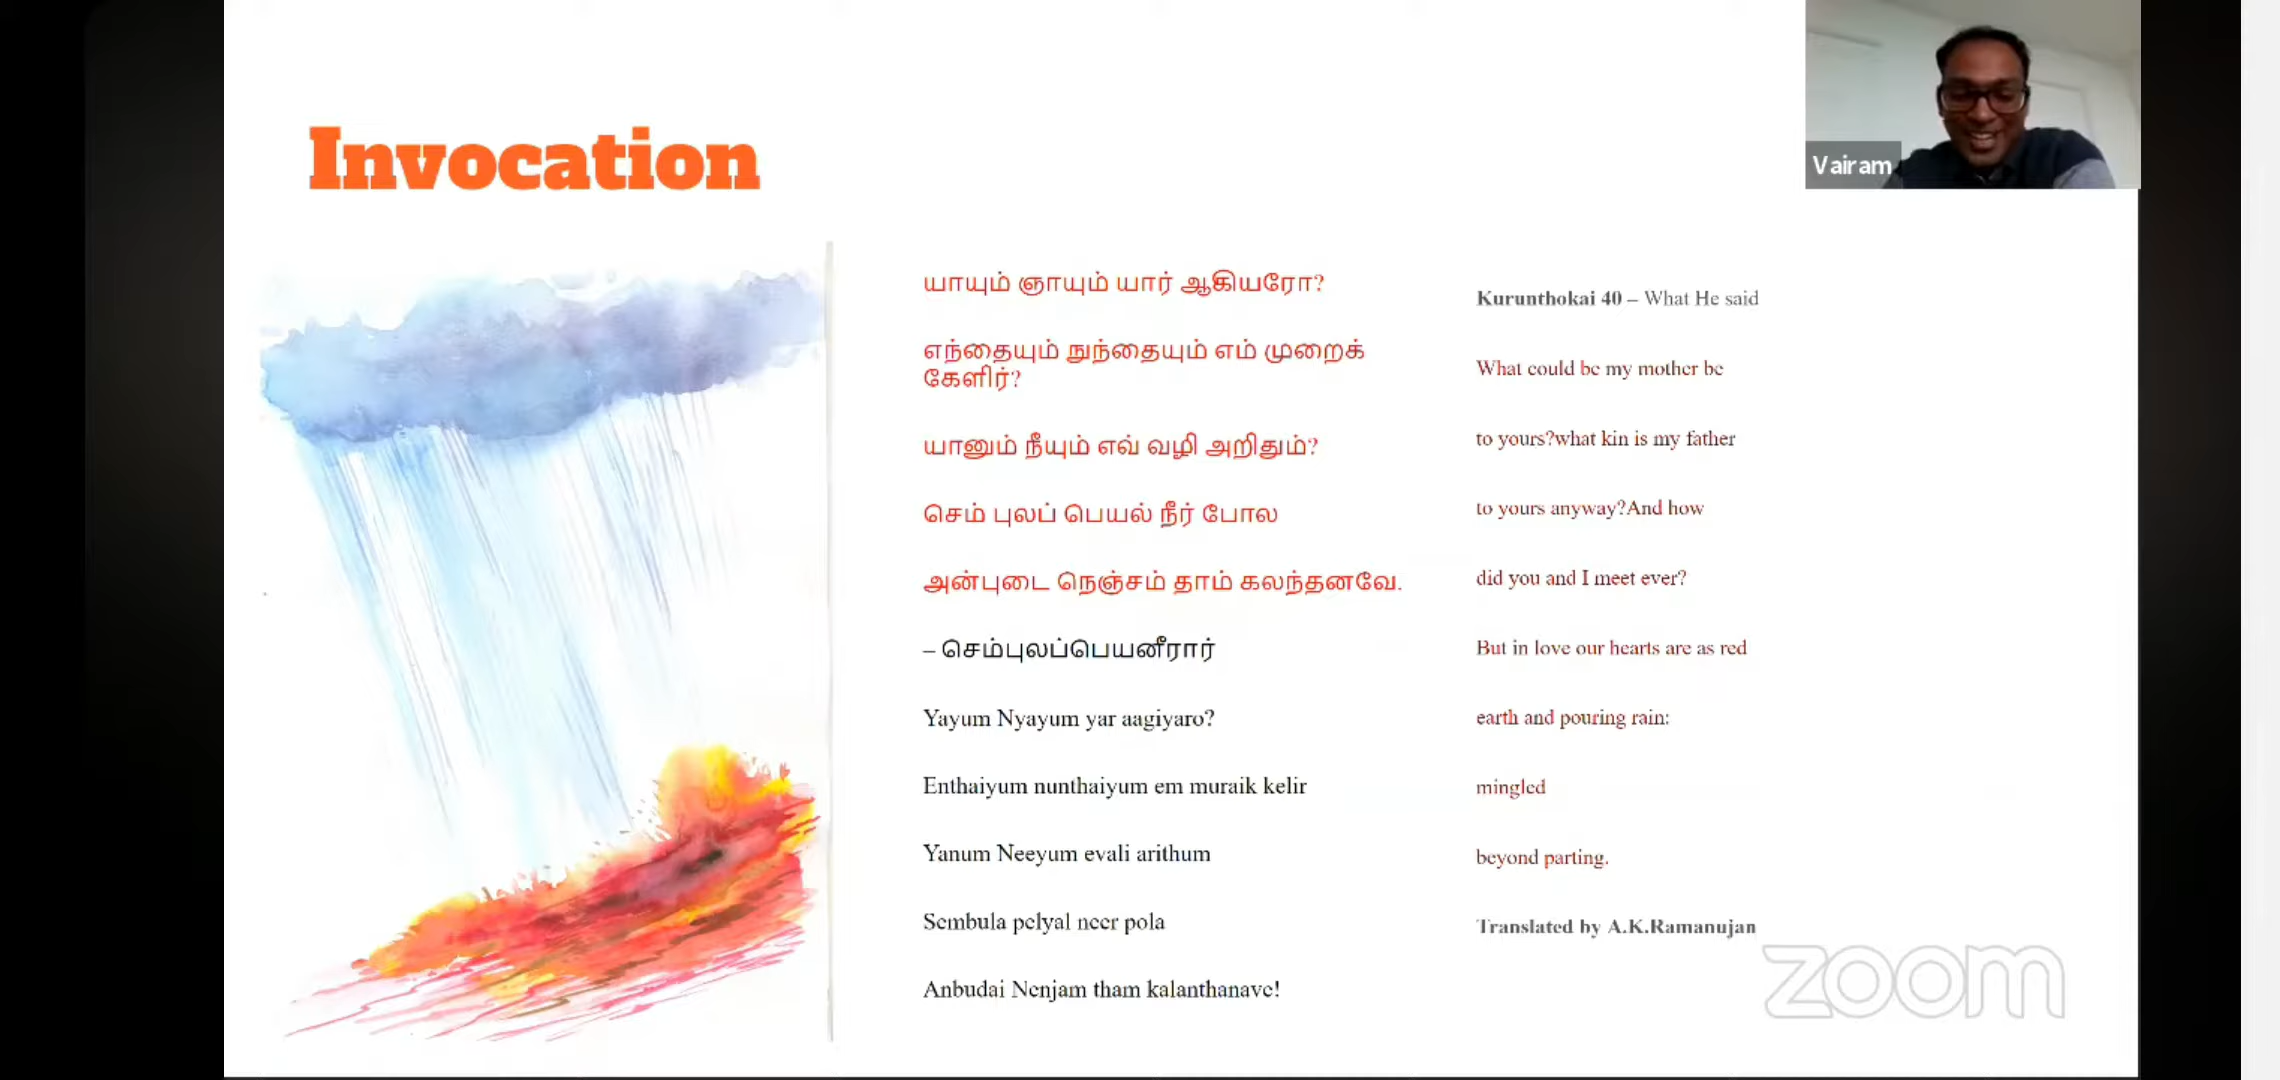 Invocation
Vairam
யாயும் ஞாயும் யார் ஆகியரோ?
எந்தையும் நுந்தையும் எம் முறைக்
கேளிர்?
யானும் நீயும் எவ் வழி அறிதும்?
செம் புலப் பெயல் நீர் போல
அன்புடை நெஞ்சம் தாம் கலந்தனவே.
– செம்புலப்பெயனீரார்
Yayum Nyayum yar aagiyaro?
Enthaiyum nunthaiyum em muraik kelir
Yanum Neeyum evali arithum
Sembula pelyal neer pola
Anbudai Nenjam tham kalanthanave!
Kurunthokai 40 – What He said
What could be my mother be
to yours?what kin is my father
to yours anyway?And how
did you and I meet ever?
But in love our hearts are as red
earth and pouring rain:
mingled
beyond parting.
Translated by A.K.Ramanujan
zoom